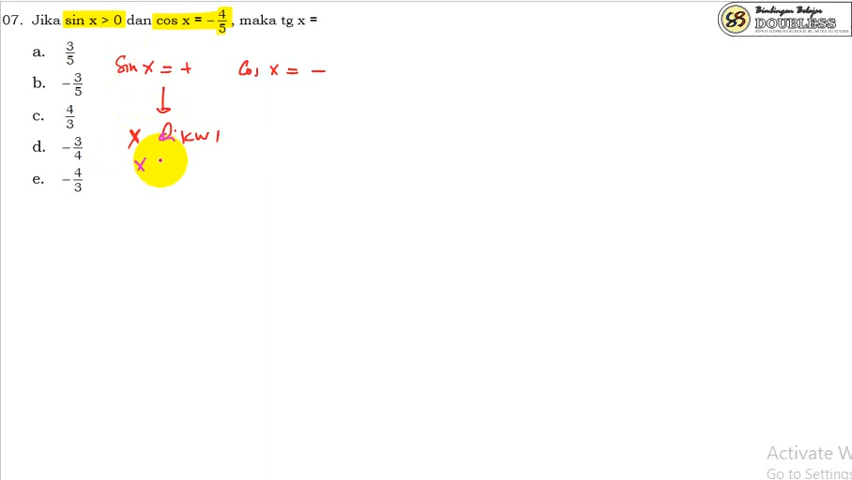 07. Jika sin x > 0 dan cos x = -4/5, maka tg x =
a. 3/5
b. -3/5
c. 4/3
d. -3/4
e. -4/3
Sin x = +
Cos x = -
x di kw 1
x
Bimbingan Belajar
DOUBLESS
Activate W
Go to Settings